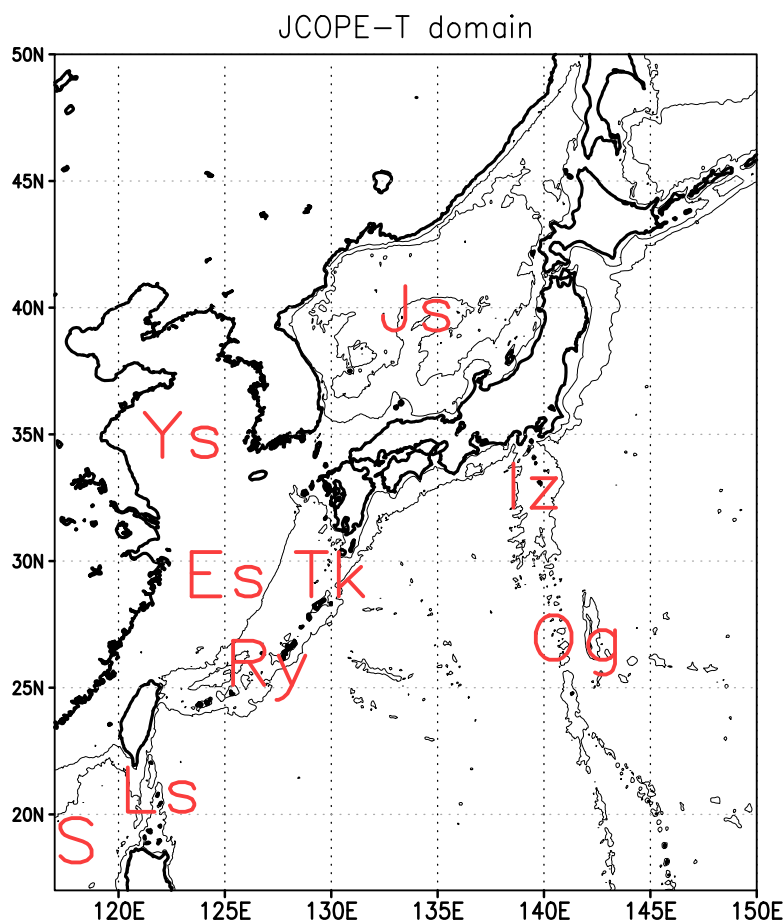 JCOPE-T domain
50N
45N
40N
Js
Ys
35N
Iz
30N
Es Tk
Og
Ry
25N
Ls
20N
S
120E 125E 130E 135E 140E 145E 150E